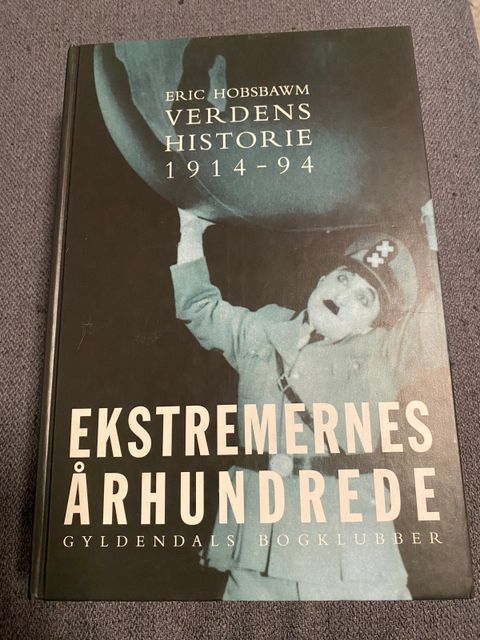 ERIC HOBSBAWM
VERDENS
HISTORIE
1914-94
EKSTREMERNES
ÅRHUNDREDE
GYLDENDALS BOGKLUBBER